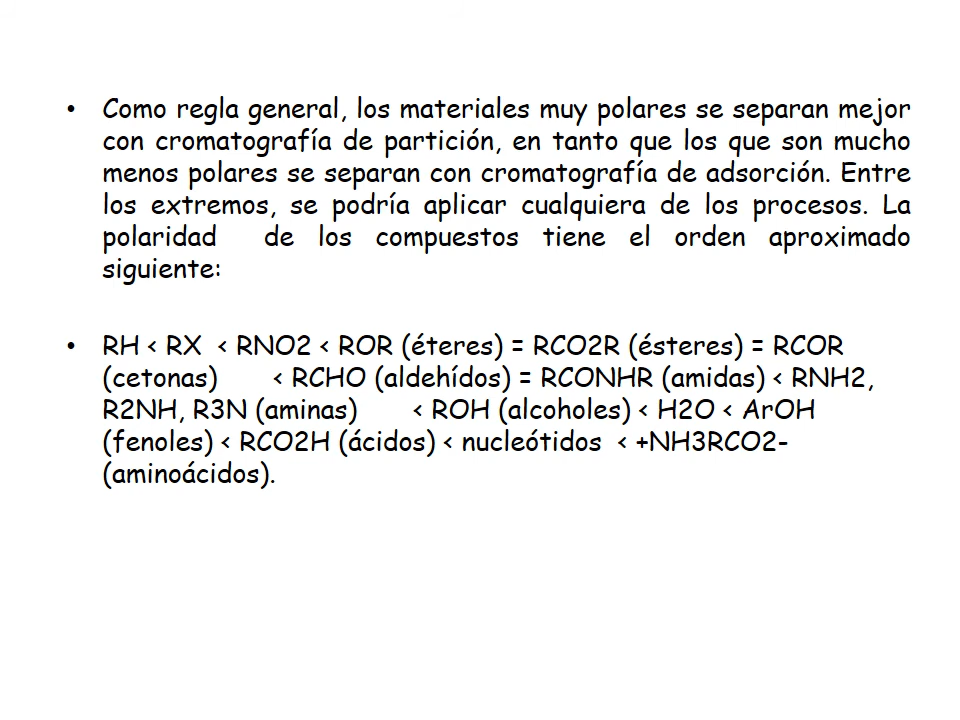 • Como regla general, los materiales muy polares se separan mejor
con cromatografía de partición, en tanto que los que son mucho
menos polares se separan con cromatografía de adsorción. Entre
los extremos, se podría aplicar cualquiera de los procesos. La
polaridad de los compuestos tiene el orden aproximado
siguiente:
• RH < RX < RNO2 < ROR (éteres) = RCO2R (ésteres) = RCOR
(cetonas) < RCHO (aldehídos) = RCONHR (amidas) < RNH2,
R2NH, R3N (aminas) < ROH (alcoholes) < H2O < ArOH
(fenoles) < RCO2H (ácidos) < nucleótidos < +NH3RCO2-
(aminoácidos).